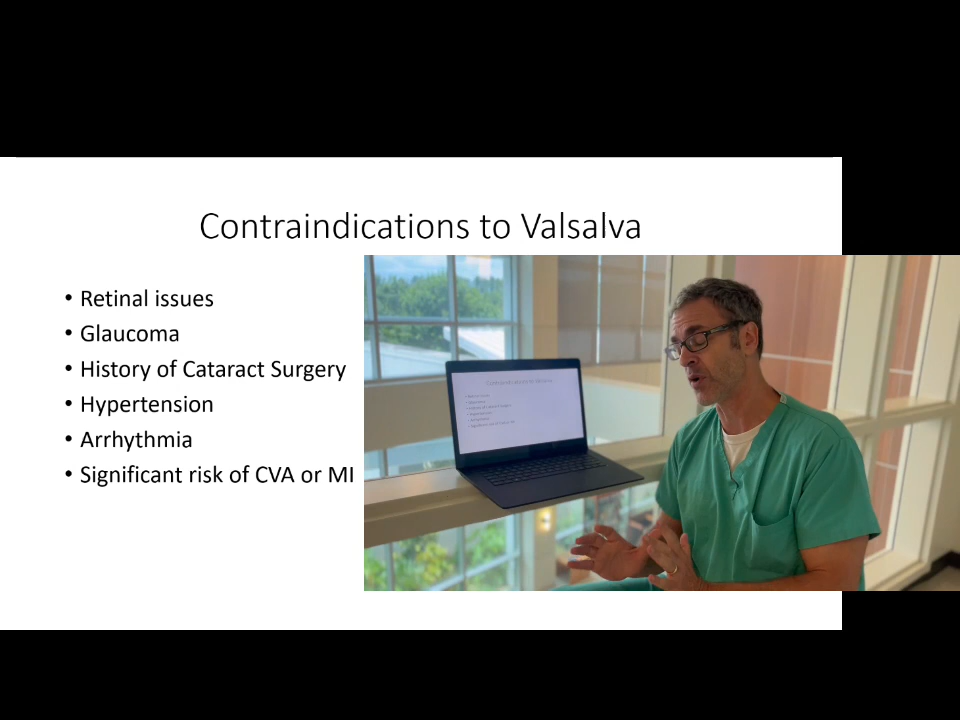 Contraindications to Valsalva
• Retinal issues
• Glaucoma
• History of Cataract Surgery
• Hypertension
• Arrhythmia
• Significant risk of CVA or MI